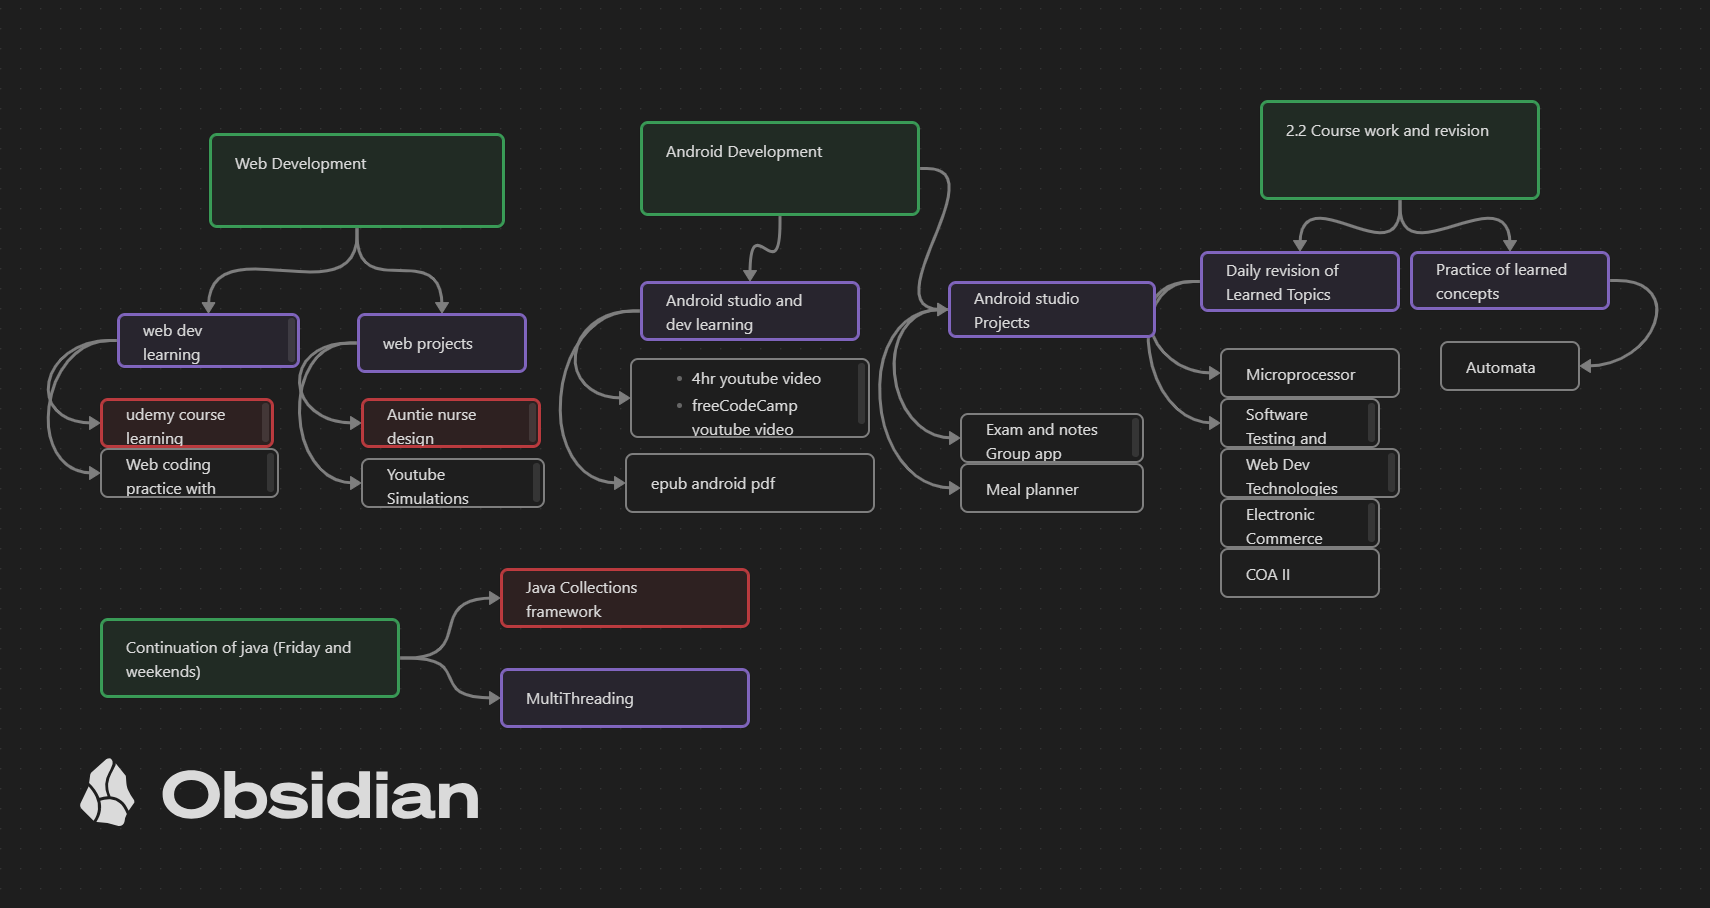 Web Development
web dev
learning
web projects
udemy course
learning
Web coding
practice with
Auntie nurse
design
Youtube
Simulations
Android Development
Android studio and
dev learning
4hr youtube video
freeCodeCamp
youtube video
epub android pdf
Android studio
Projects
Exam and notes
Group app
Meal planner
2.2 Course work and revision
Daily revision of
Learned Topics
Practice of learned
concepts
Microprocessor
Software
Testing and
Web Dev
Technologies
Electronic
Commerce
COA II
Automata
Continuation of java (Friday and
weekends)
Java Collections
framework
MultiThreading
Obsidian